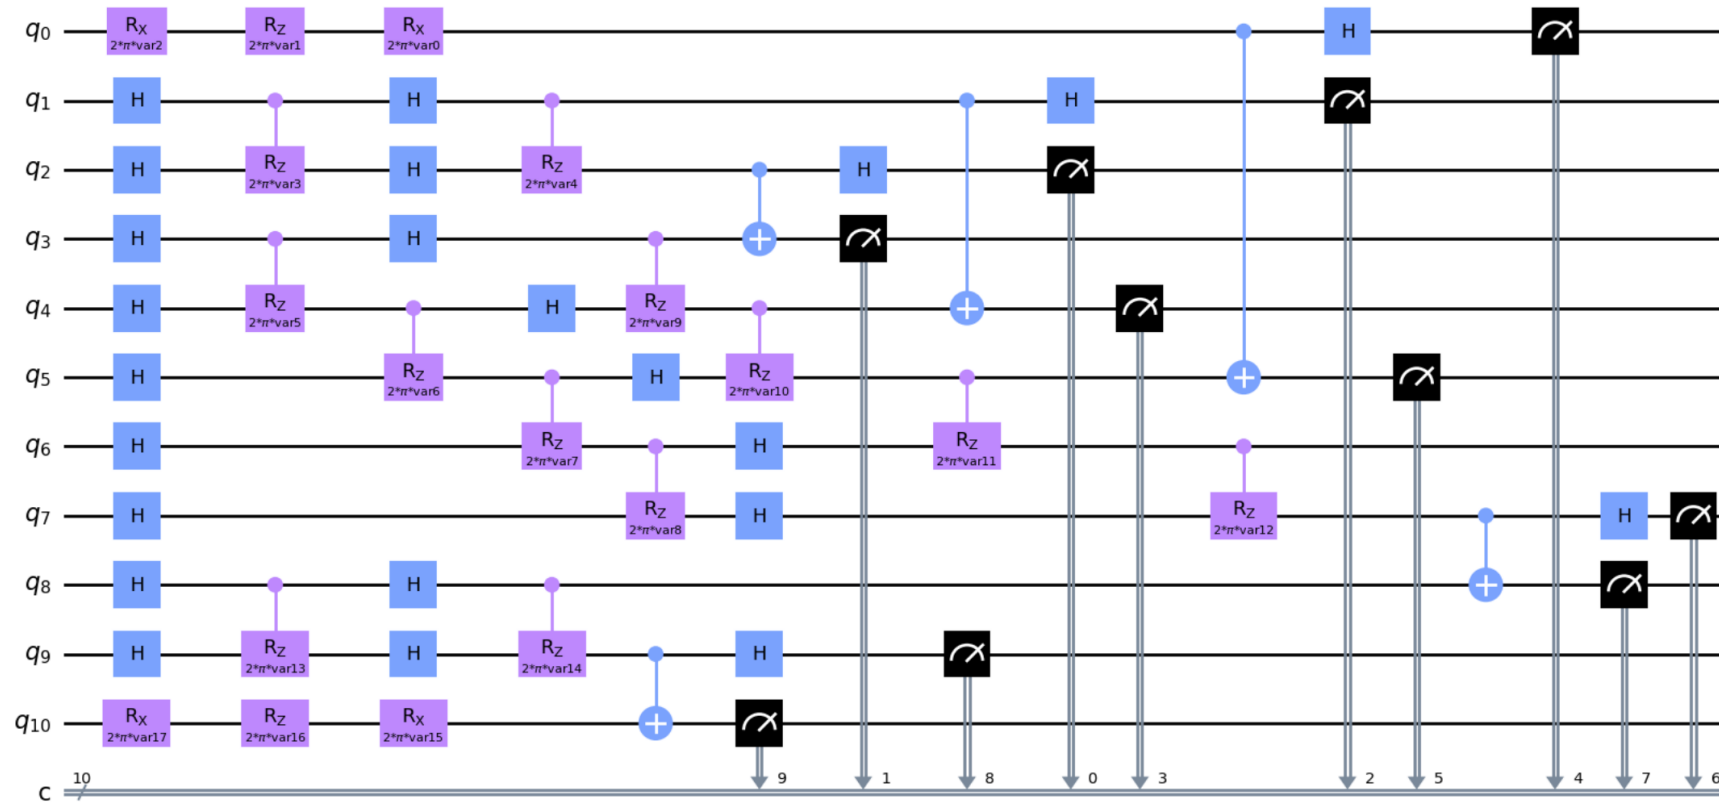 q0 RX 2*π*var2 RZ 2*π*var1 RX 2*π*var0 H
q1 H H H
q2 H RZ 2*π*var3 H RZ 2*π*var4 H
q3 H H
q4 H RZ 2*π*var5 H RZ 2*π*var9
q5 H RZ 2*π*var6 H RZ 2*π*var10
q6 H RZ 2*π*var7 H RZ 2*π*var11
q7 H RZ 2*π*var8 H RZ 2*π*var12 H
q8 H H
q9 H RZ 2*π*var13 H RZ 2*π*var14 H
q10 RX 2*π*var17 RZ 2*π*var16 RX 2*π*var15
c 10 9 1 8 0 3 2 5 4 7 6